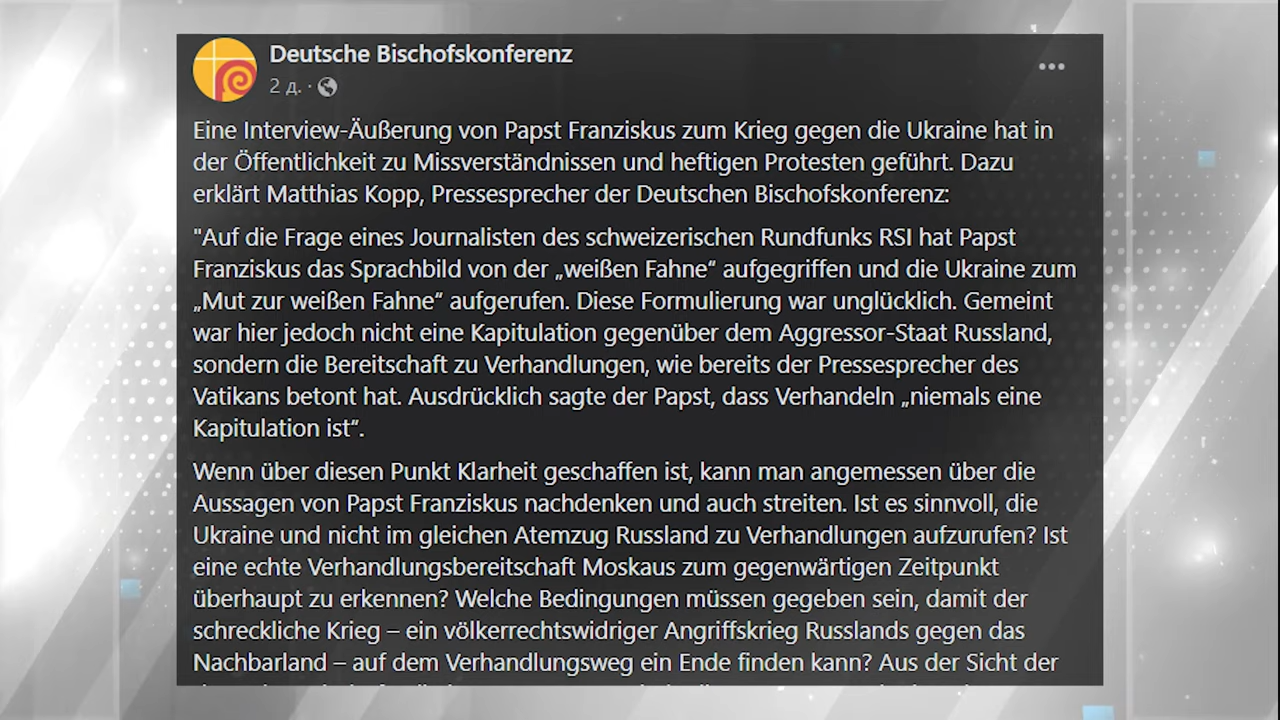 Deutsche Bischofskonferenz
2 д. ·
Eine Interview-Äußerung von Papst Franziskus zum Krieg gegen die Ukraine hat in
der Öffentlichkeit zu Missverständnissen und heftigen Protesten geführt. Dazu
erklärt Matthias Kopp, Pressesprecher der Deutschen Bischofskonferenz:
"Auf die Frage eines Journalisten des schweizerischen Rundfunks RSI hat Papst
Franziskus das Sprachbild von der „weißen Fahne“ aufgegriffen und die Ukraine zum
„Mut zur weißen Fahne“ aufgerufen. Diese Formulierung war unglücklich. Gemeint
war hier jedoch nicht eine Kapitulation gegenüber dem Aggressor-Staat Russland,
sondern die Bereitschaft zu Verhandlungen, wie bereits der Pressesprecher des
Vatikans betont hat. Ausdrücklich sagte der Papst, dass Verhandeln „niemals eine
Kapitulation ist“.
Wenn über diesen Punkt Klarheit geschaffen ist, kann man angemessen über die
Aussagen von Papst Franziskus nachdenken und auch streiten. Ist es sinnvoll, die
Ukraine und nicht im gleichen Atemzug Russland zu Verhandlungen aufzurufen? Ist
eine echte Verhandlungsbereitschaft Moskaus zum gegenwärtigen Zeitpunkt
überhaupt zu erkennen? Welche Bedingungen müssen gegeben sein, damit der
schreckliche Krieg – ein völkerrechtswidriger Angriffskrieg Russlands gegen das
Nachbarland – auf dem Verhandlungsweg ein Ende finden kann? Aus der Sicht der